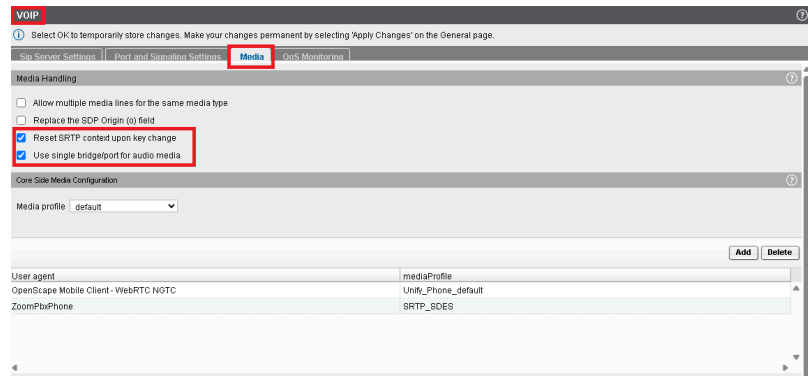 VOIP
Select OK to temporarily store changes. Make your changes permanent by selecting 'Apply Changes' on the General page.
Sip Server Settings Port and Signaling Settings Media QoS Monitoring
Media Handling
Allow multiple media lines for the same media type
Replace the SDP Origin (o) field
Reset SRTP context upon key change
Use single bridge/port for audio media
Core Side Media Configuration
Media profile default
Add Delete
User agent mediaProfile
OpenScape Mobile Client - WebRTC NGTC Unify_Phone_default
ZoomPbxPhone SRTP_SDES